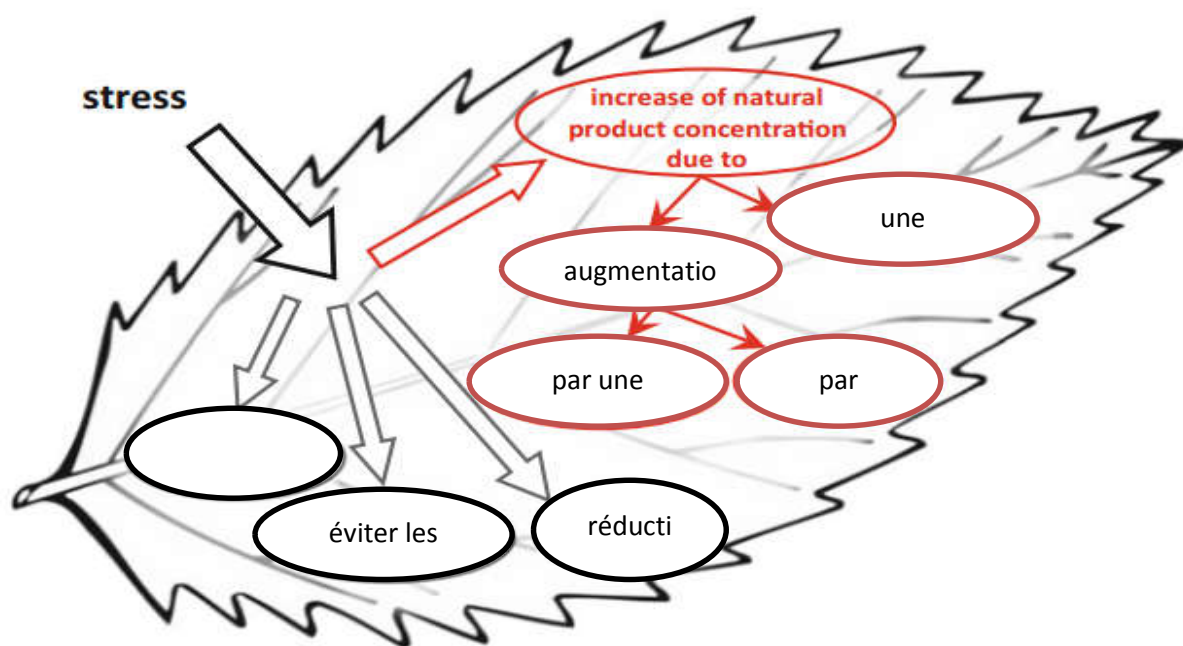 stress
increase of natural
product concentration
due to
une
augmentatio
par une
par
éviter les
réducti